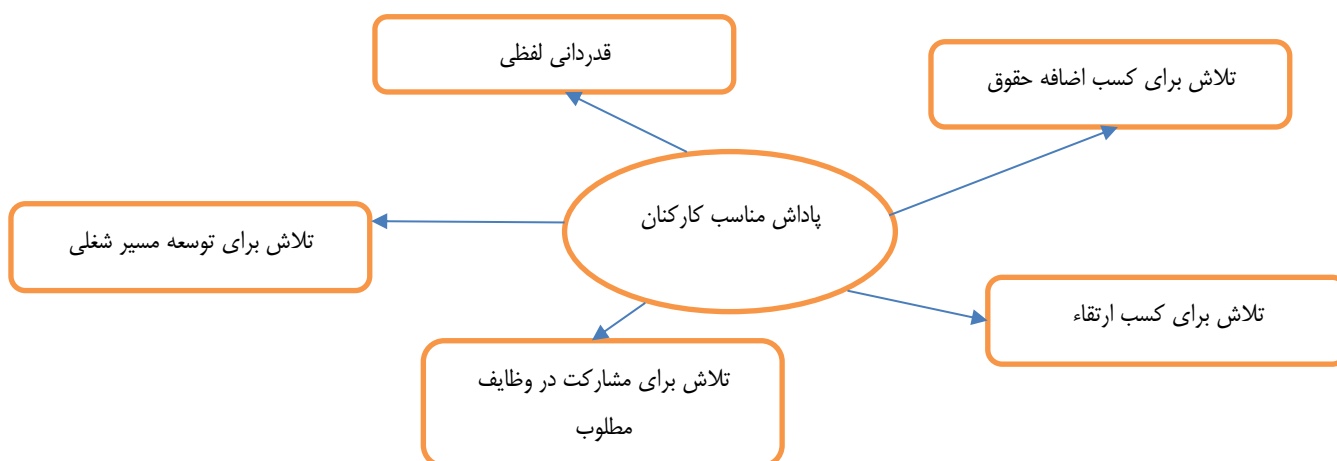 قدردانی لفظی
تلاش برای کسب اضافه حقوق
پاداش مناسب کارکنان
تلاش برای توسعه مسیر شغلی
تلاش برای کسب ارتقاء
تلاش برای مشارکت در وظایف
مطلوب